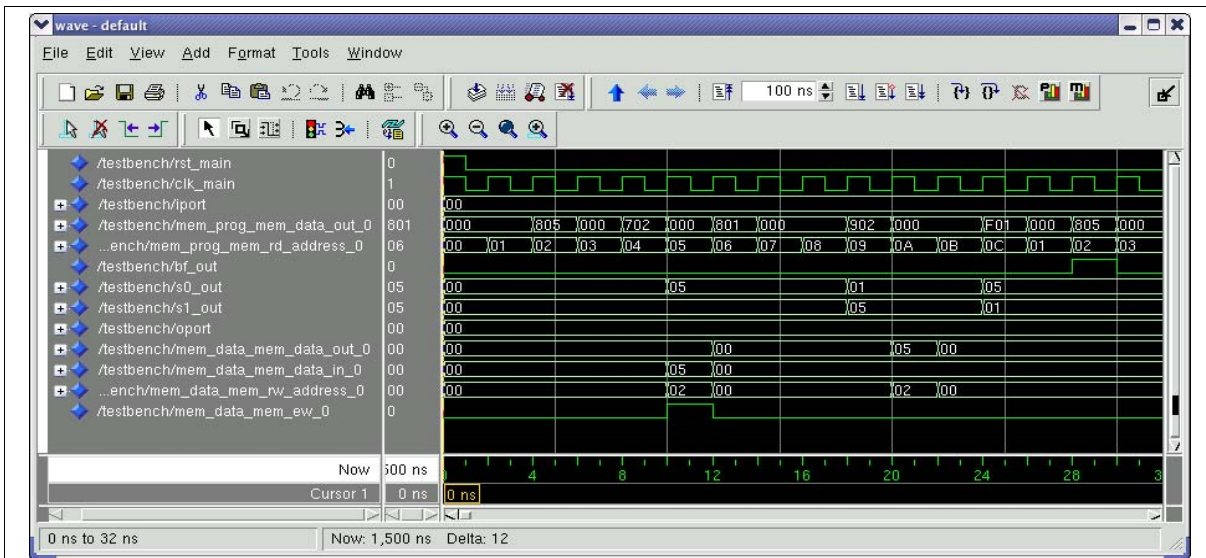 wave - default
File Edit View Add Format Tools Window
100 ns
/testbench/rst_main 0
/testbench/clk_main 1
/testbench/iport 00 00
/testbench/mem_prog_mem_data_out_0 801 000 805 000 702 000 801 000 902 000 F01 000 805 000
...ench/mem_prog_mem_rd_address_0 06 00 01 02 03 04 05 06 07 08 09 0A 0B 0C 01 02 03
/testbench/bf_out 0
/testbench/s0_out 05 00 05 01 05
/testbench/s1_out 05 00 05 01
/testbench/oport 00 00
/testbench/mem_data_mem_data_out_0 00 00 00 05 00
/testbench/mem_data_mem_data_in_0 00 00 05 00
...ench/mem_data_mem_rw_address_0 00 00 02 00 02 00
/testbench/mem_data_mem_ew_0 0
Now 500 ns 4 8 12 16 20 24 28 3
Cursor 1 0 ns 0 ns
0 ns to 32 ns Now: 1,500 ns Delta: 12